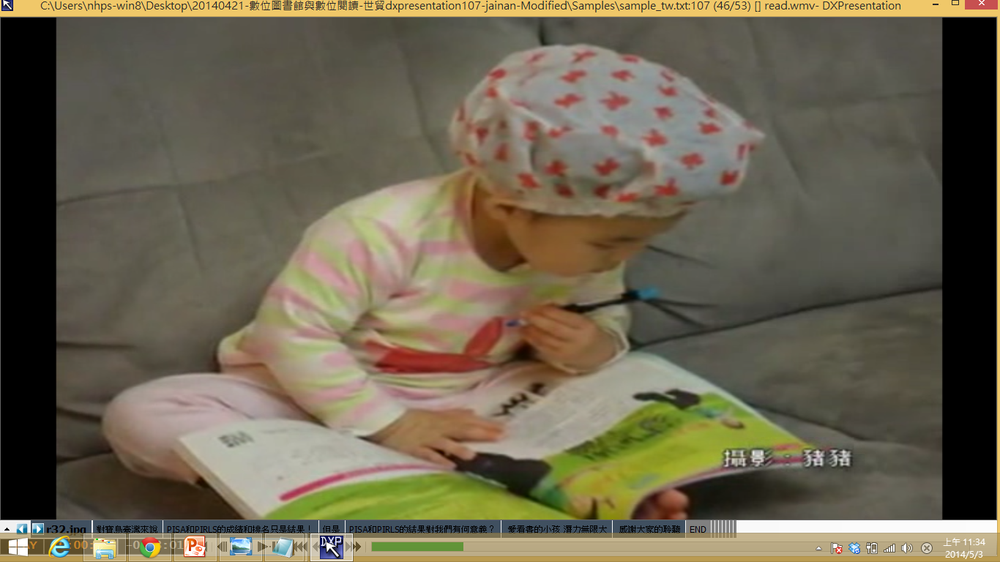 C:\Users\nhps-win8\Desktop\20140421-數位圖書館與數位閱讀-世貿dxpresentation107-jainan-Modified\Samples\sample_tw.txt:107 (46/53) [] read.wmv- DXPresentation
攝影：豬豬
r32.jpg 對寶島臺灣來說 PISA和PIRLS的成績和排名只是結果！ 但是 PISA和PIRLS的結果對我們有何意義？ 愛看書的小孩 潛力無限大 感謝大家的聆聽 END
DXP
上午 11:34
2014/5/3